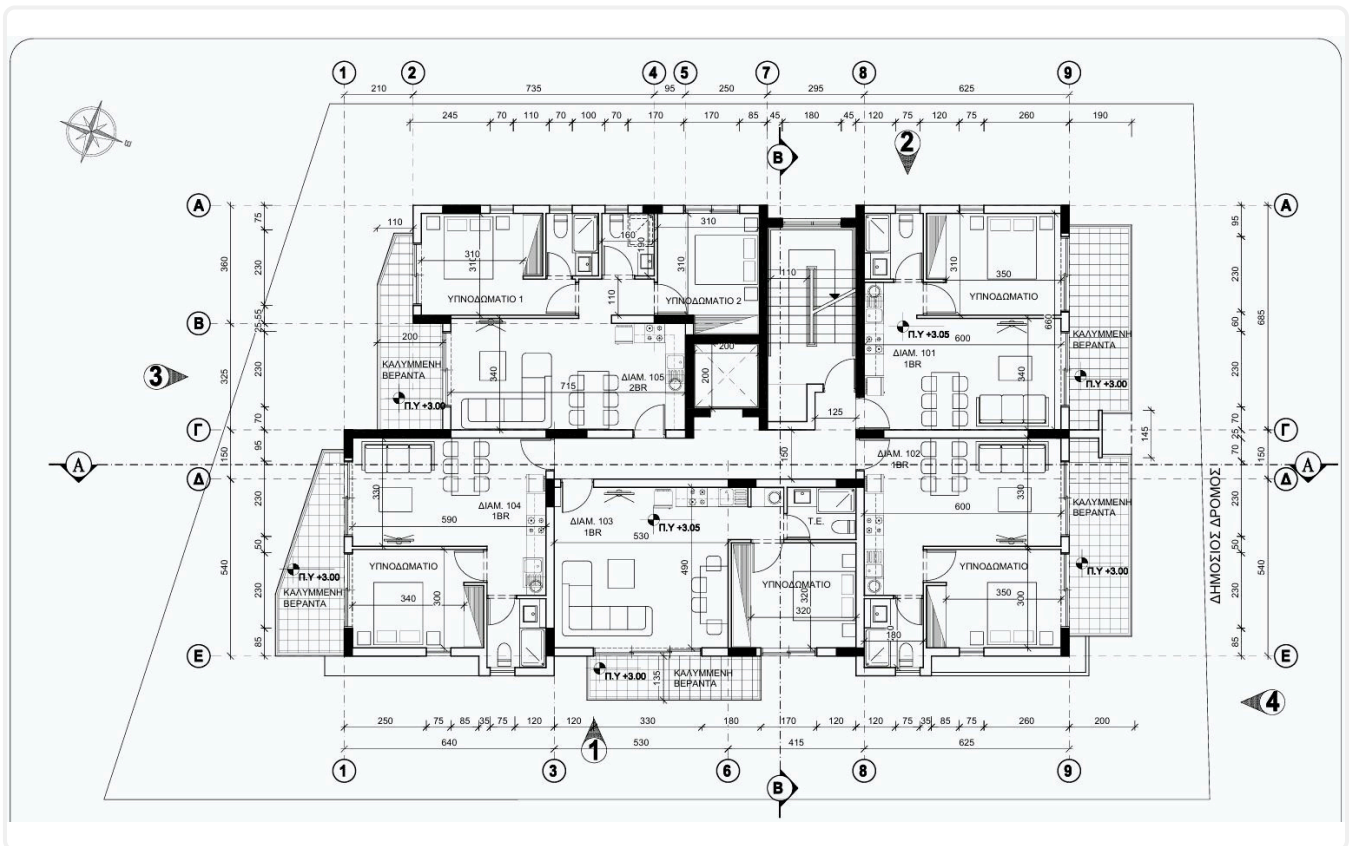 1 2 4 5 7 8 9
210 735 95 250 295 625
245 70 110 70 100 70 170 170 85 45 180 45 120 75 120 75 260 190
B
2
A A
75 230 55 25 230 70 95 230 50 230 85
360 325 150 540
110
310 310
160 190
310 310
110
310 350
95 230 60 230 70 25 70 230 50 230 85
685 150 540
ΥΠΝΟΔΩΜΑΤΙΟ 1
ΥΠΝΟΔΩΜΑΤΙΟ 2
ΥΠΝΟΔΩΜΑΤΙΟ
110
B
200
ΚΑΛΥΜΜΕΝΗ
ΒΕΡΑΝΤΑ
Π.Υ +3.00
340
715
ΔΙΑΜ. 105
2BR
200
200
Π.Υ +3.05
660
600
ΔΙΑΜ. 101
1BR
340
ΚΑΛΥΜΜΕΝΗ
ΒΕΡΑΝΤΑ
Π.Υ +3.00
3
125
150
145
Γ Γ
A A
Δ Δ
330
590
ΔΙΑΜ. 104
1BR
ΔΙΑΜ. 103
1BR
Π.Υ +3.05
530
490
Τ.Ε.
ΔΙΑΜ. 102
1BR
600
330
ΚΑΛΥΜΜΕΝΗ
ΒΕΡΑΝΤΑ
Π.Υ +3.00
ΔΗΜΟΣΙΟΣ ΔΡΟΜΟΣ
Π.Υ +3.00
ΚΑΛΥΜΜΕΝΗ
ΒΕΡΑΝΤΑ
ΥΠΝΟΔΩΜΑΤΙΟ
340
300
ΥΠΝΟΔΩΜΑΤΙΟ
320
320
ΥΠΝΟΔΩΜΑΤΙΟ
350
300
180
E E
Π.Υ +3.00
135
ΚΑΛΥΜΜΕΝΗ
ΒΕΡΑΝΤΑ
4
250 75 85 35 75 120 120 330 180 170 120 120 75 35 85 75 260 200
1
640 530 415 625
1 3 6 8 9
B